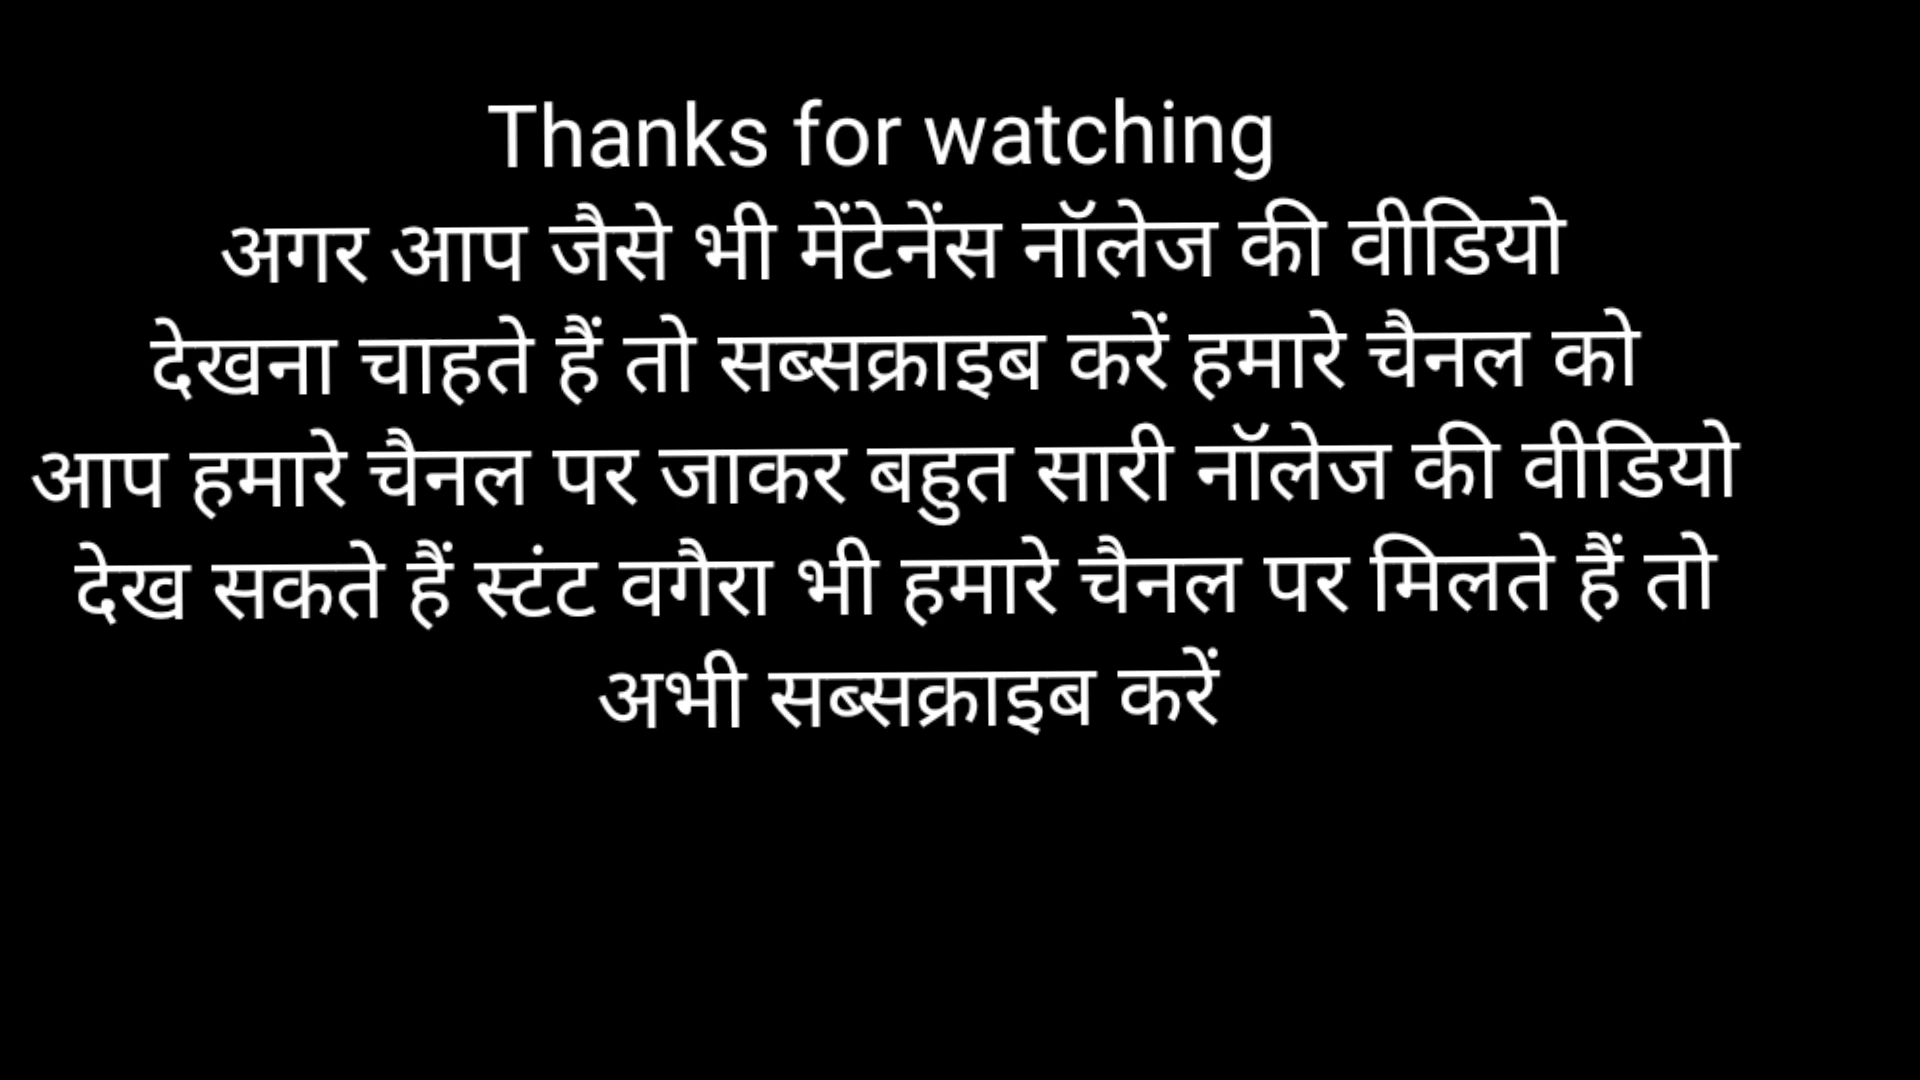 Thanks for watching
अगर आप जैसे भी मेंटेनेंस नॉलेज की वीडियो
देखना चाहते हैं तो सब्सक्राइब करें हमारे चैनल को
आप हमारे चैनल पर जाकर बहुत सारी नॉलेज की वीडियो
देख सकते हैं स्टंट वगैरा भी हमारे चैनल पर मिलते हैं तो
अभी सब्सक्राइब करें